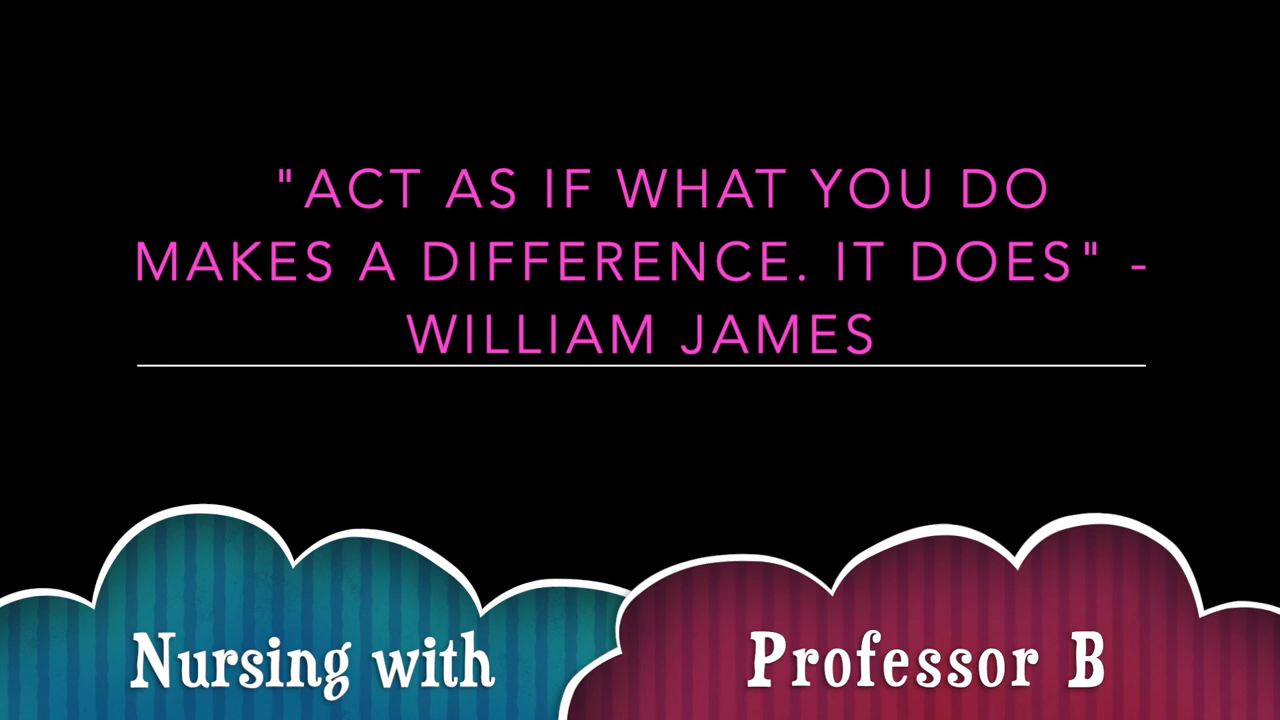 "ACT AS IF WHAT YOU DO
MAKES A DIFFERENCE. IT DOES" -
WILLIAM JAMES
Nursing with
Professor B